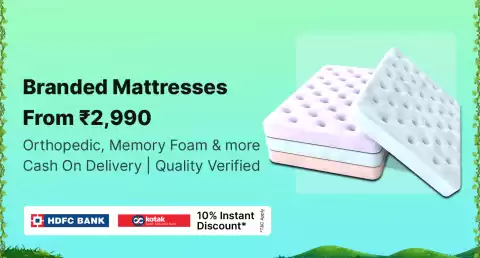 Branded Mattresses
From ₹2,990
Orthopedic, Memory Foam & more
Cash On Delivery | Quality Verified
HDFC BANK
kotak
10% Instant
Discount*
*T&C Apply